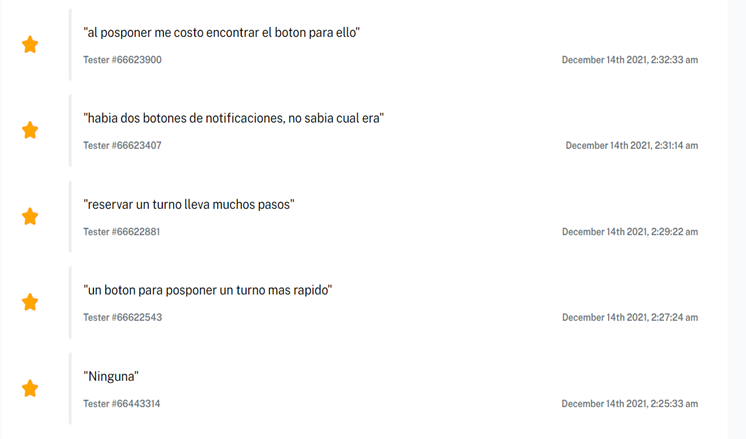 "al posponer me costo encontrar el boton para ello"
Tester #66623900 December 14th 2021, 2:32:33 am
"habia dos botones de notificaciones, no sabia cual era"
Tester #66623407 December 14th 2021, 2:31:14 am
"reservar un turno lleva muchos pasos"
Tester #66622881 December 14th 2021, 2:29:22 am
"un boton para posponer un turno mas rapido"
Tester #66622543 December 14th 2021, 2:27:24 am
"Ninguna"
Tester #66443314 December 14th 2021, 2:25:33 am